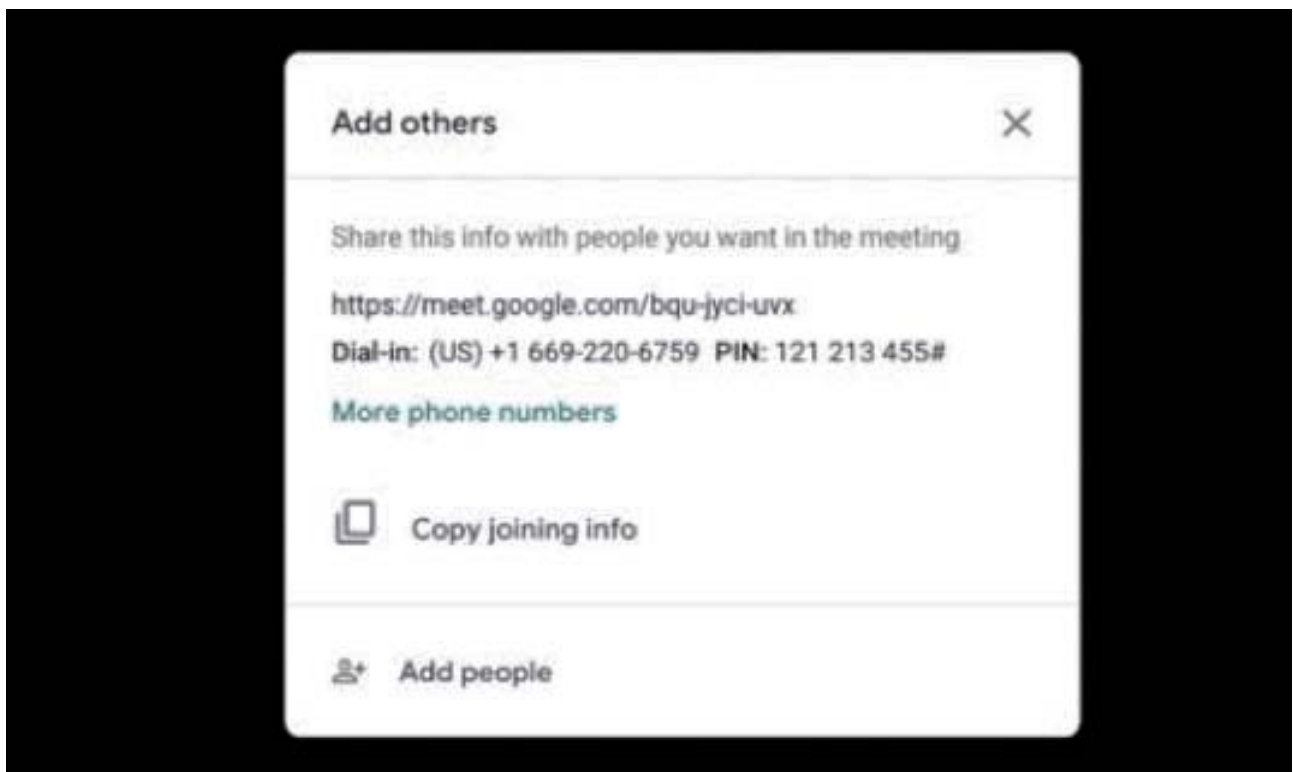 Add others
Share this info with people you want in the meeting
https://meet.google.com/bqu-jyci-uvx
Dial-in: (US) +1 669-220-6759 PIN: 121 213 455#
More phone numbers
Copy joining info
Add people